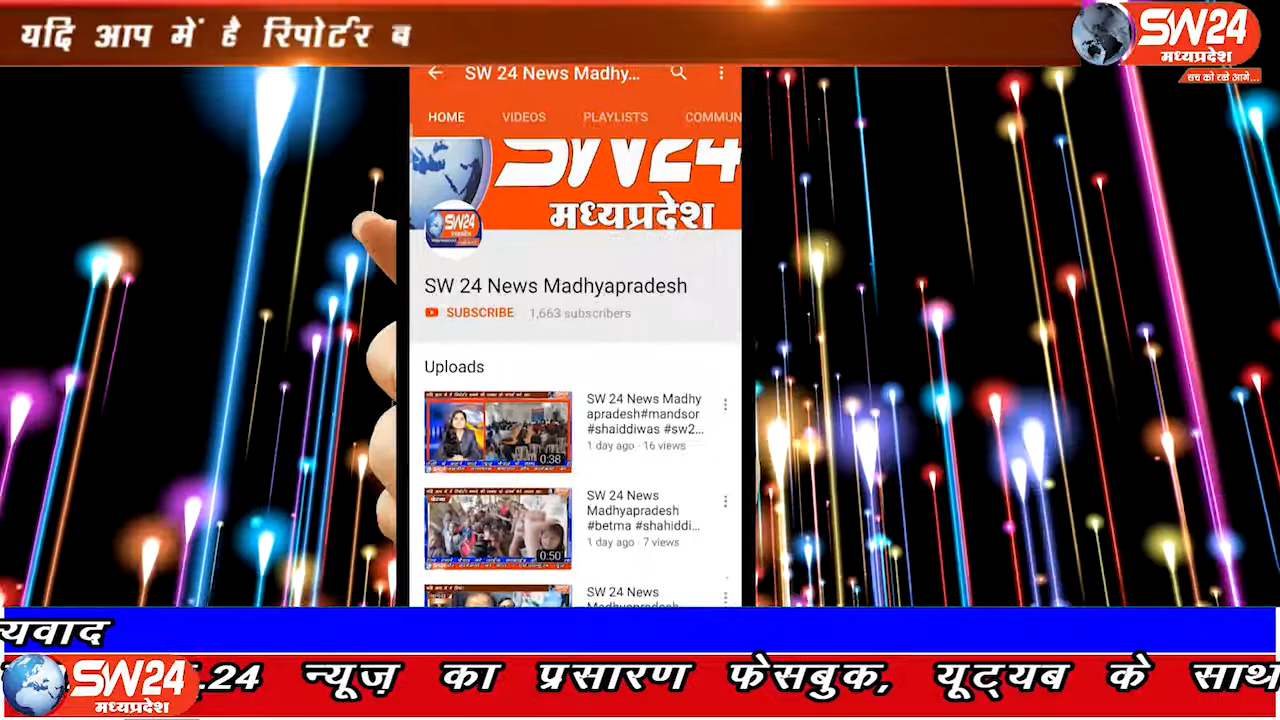 यदि आप में है रिपोर्टर ब
SW24
मध्यप्रदेश
सच को रखे आगे...
SW 24 News Madhy...
HOME VIDEOS PLAYLISTS COMMUN
SW24
मध्यप्रदेश
SW24
SW 24 News Madhyapradesh
SUBSCRIBE 1,663 subscribers
Uploads
SW 24 News Madhy
apradesh#mandsor
#shaiddiwas #sw2...
1 day ago · 16 views
0:38
SW 24 News
Madhyapradesh
#betma #shahiddi...
1 day ago · 7 views
0:50
SW 24 News
Madhyapradesh
यवाद
.24 न्यूज़ का प्रसारण फेसबुक, यूट्यब के साथ
SW24
मध्यप्रदेश